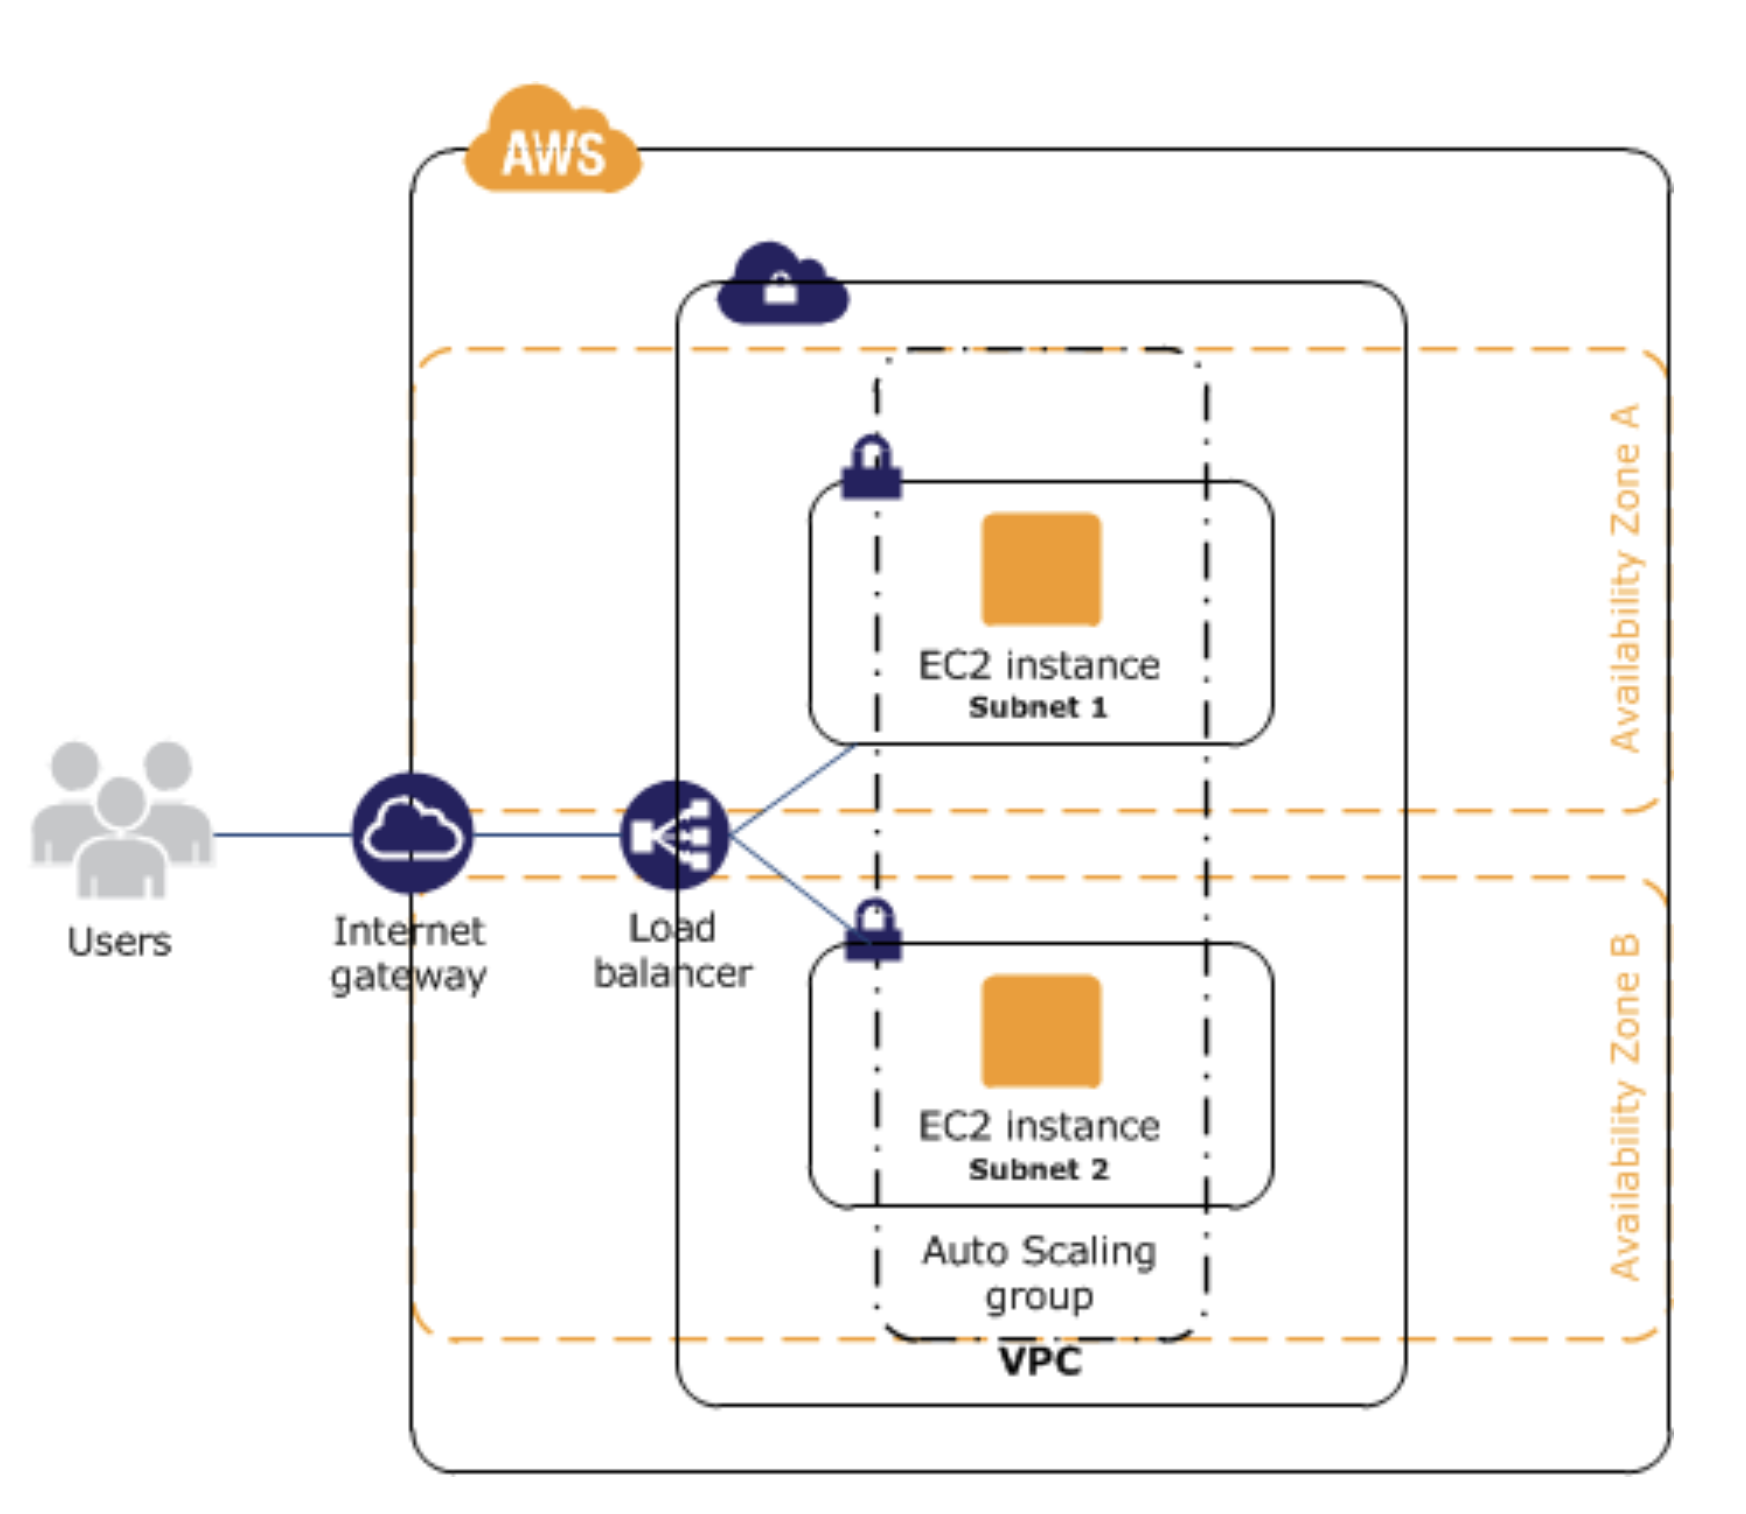 AWS
Availability Zone A
EC2 instance
Subnet 1
Users
Internet
gateway
Load
balancer
Availability Zone B
EC2 instance
Subnet 2
Auto Scaling
group
VPC